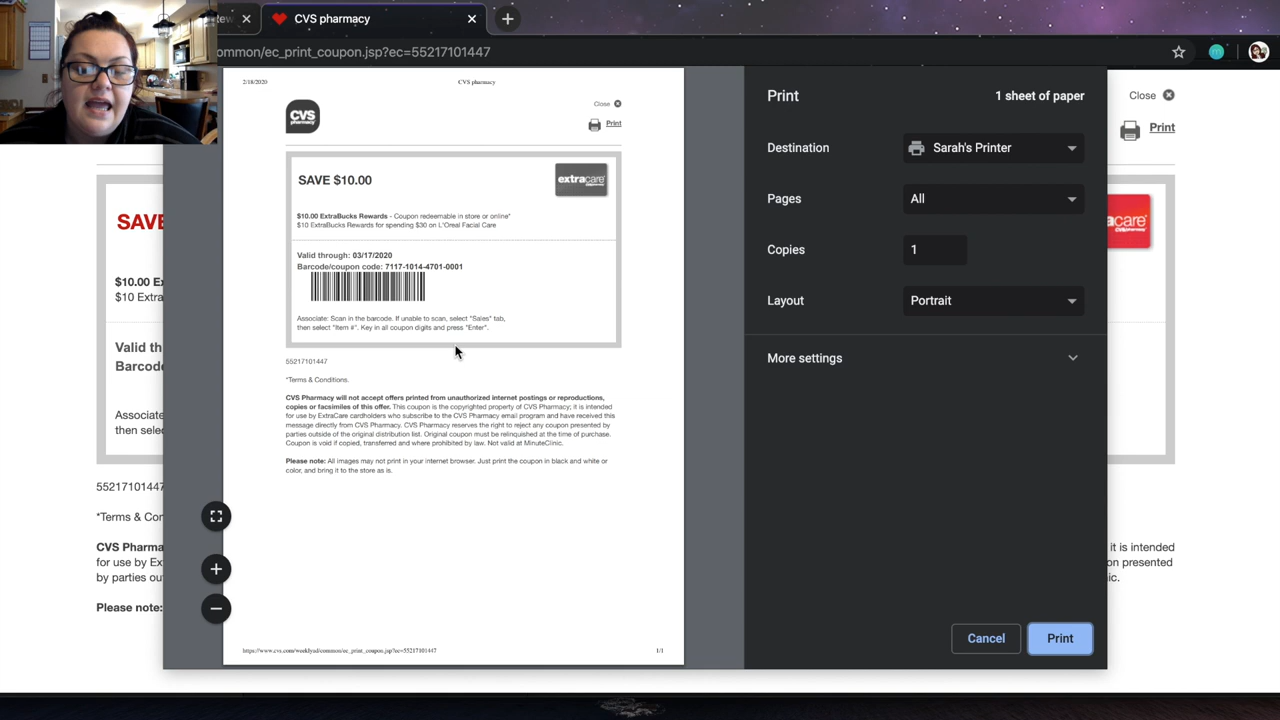 CVS pharmacy
ommon/ec_print_coupon.jsp?ec=55217101447
2/18/2020
CVS pharmacy
Close
Print
CVS
pharmacy
SAVE $10.00
extracare
$10.00 ExtraBucks Rewards - Coupon redeemable in store or online*
$10 ExtraBucks Rewards for spending $30 on L'Oreal Facial Care
Valid through: 03/17/2020
Barcode/coupon code: 7117-1014-4701-0001
Associate: Scan in the barcode. If unable to scan, select "Sales" tab,
then select "Item #". Key in all coupon digits and press "Enter".
55217101447
*Terms & Conditions.
CVS Pharmacy will not accept offers printed from unauthorized internet postings or reproductions,
copies or facsimiles of this offer. This coupon is the copyrighted property of CVS Pharmacy; it is intended
for use by ExtraCare cardholders who subscribe to the CVS Pharmacy email program and have received this
message directly from CVS Pharmacy. CVS Pharmacy reserves the right to reject any coupon presented by
parties outside of the original distribution list. Original coupon must be relinquished at the time of purchase.
Coupon is void if copied, transferred and where prohibited by law. Not valid at MinuteClinic.
Please note: All images may not print in your internet browser. Just print the coupon in black and white or
color, and bring it to the store as is.
https://www.cvs.com/weeklyad/common/ec_print_coupon.jsp?ec=55217101447
1/1
Print
1 sheet of paper
Destination
Sarah's Printer
Pages
All
Copies
1
Layout
Portrait
More settings
Cancel
Print
SAVE
$10.00 E
$10 Extra
Valid th
Barcod
Associat
then sele
55217101447
*Terms & Con
CVS Pharma
for use by Ex
by parties ou
Please note:
Close
Print
acare
it is intended
on presented
ic.